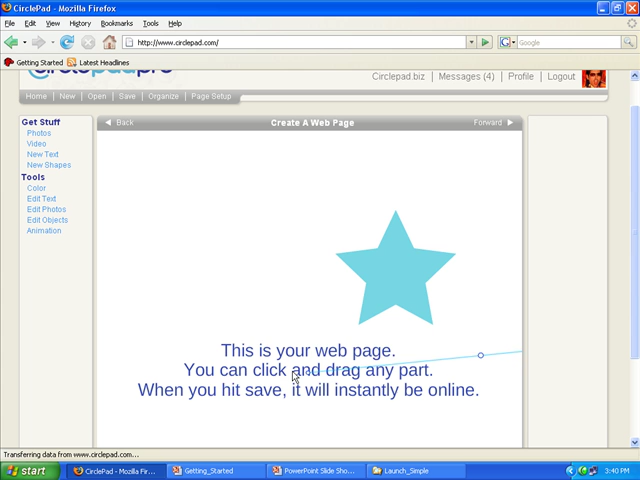 CirclePad - Mozilla Firefox
File Edit View History Bookmarks Tools Help
http://www.circlepad.com/
Google
Getting Started Latest Headlines
circlepadpro
Circlepad.biz | Messages (4) | Profile | Logout
Home | New | Open | Save | Organize | Page Setup
Get Stuff
Photos
Video
New Text
New Shapes
Tools
Color
Edit Text
Edit Photos
Edit Objects
Animation
Back Create A Web Page Forward
This is your web page.
You can click and drag any part.
When you hit save, it will instantly be online.
Transferring data from www.circlepad.com...
start CirclePad - Mozilla Fir... Getting_Started PowerPoint Slide Sho... Launch_Simple 3:40 PM